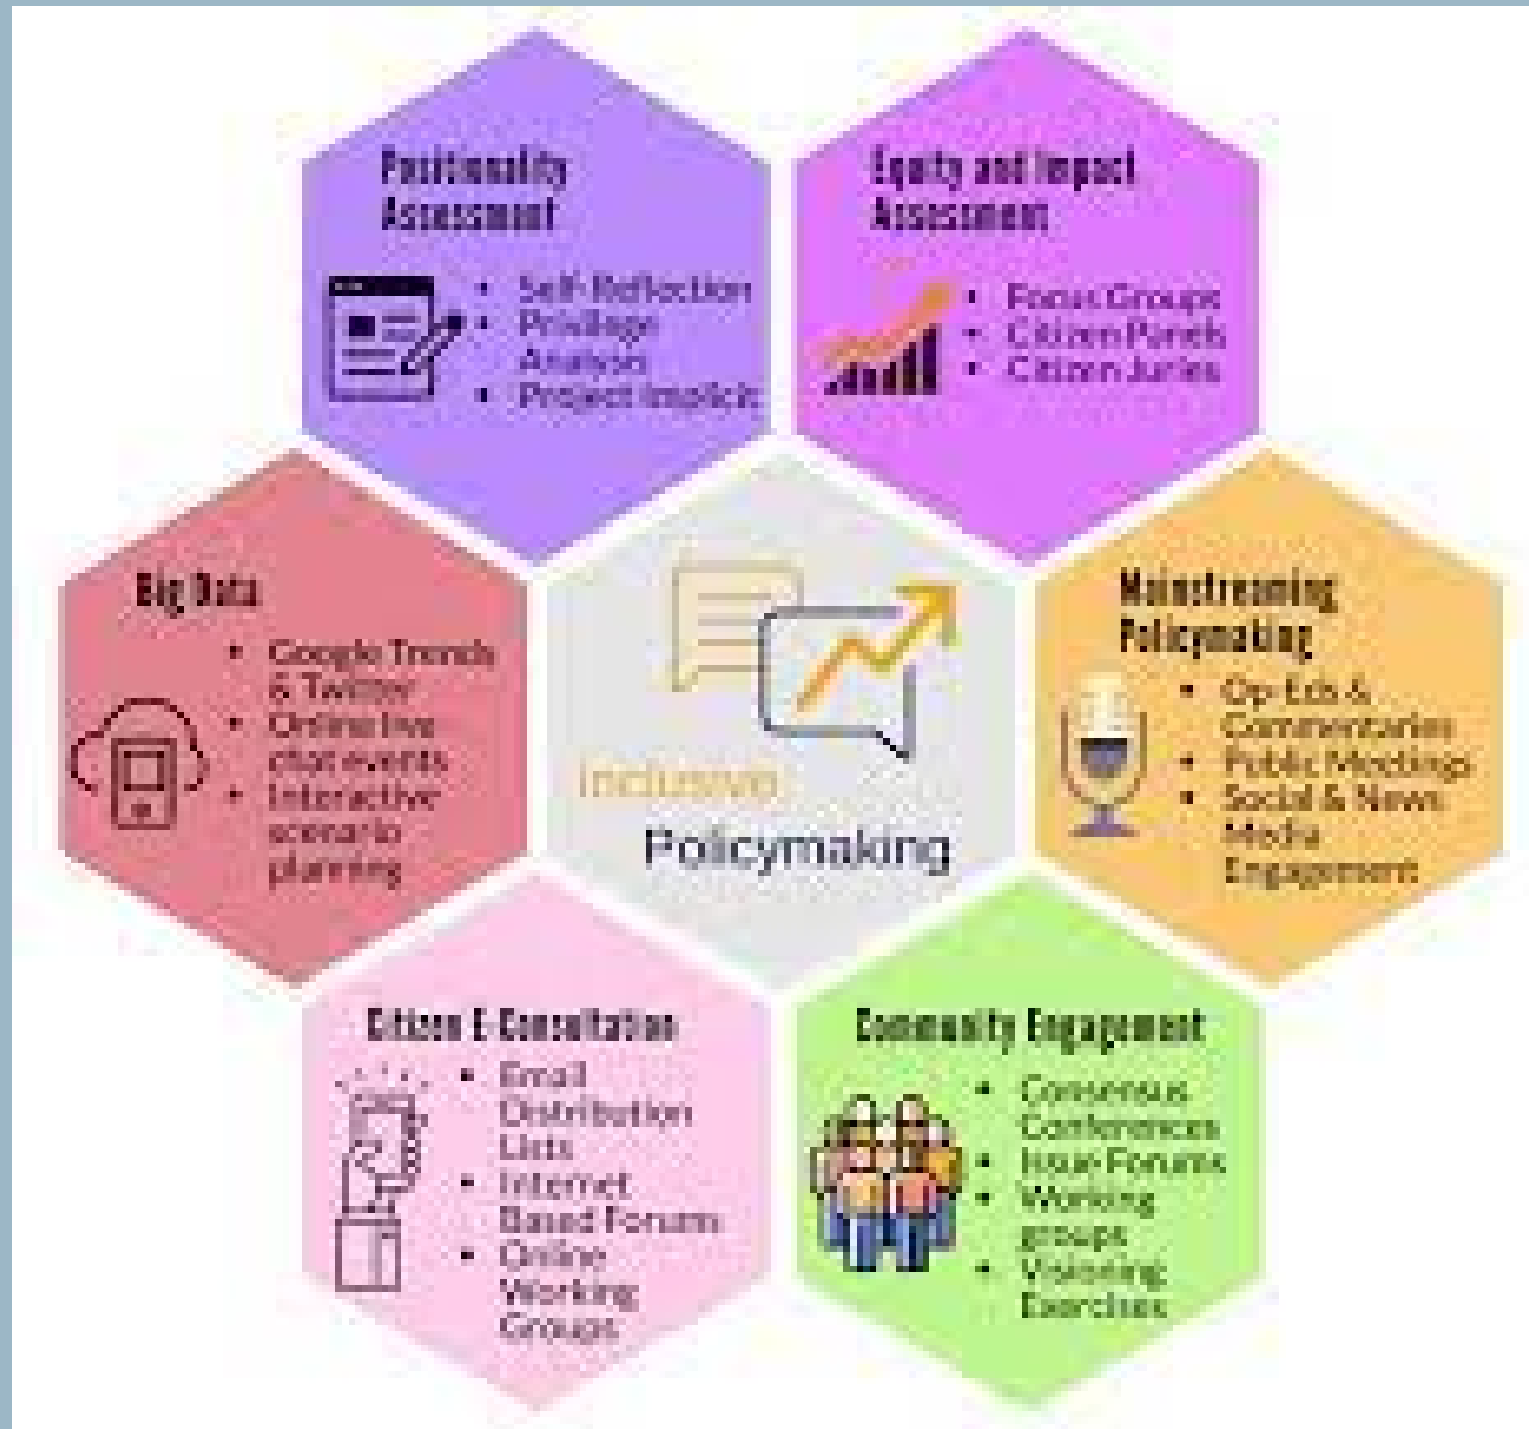 Positionality
Assessment
• Self-Reflection
• Privilege
Analysis
• Project Implicit
Equity and Impact
Assessment
• Focus Groups
• Citizen Panels
• Citizen Juries
Big Data
• Google Trends
& Twitter
• Online live
chat events
• Interactive
scenario
planning
Inclusive
Policymaking
Mainstreaming
Policymaking
• Op-Eds &
Commentaries
• Public Meetings
• Social & News
Media
Engagement
Citizen E-Consultation
• Email
Distribution
Lists
• Internet
Based Forums
• Online
Working
Groups
Community Engagement
• Consensus
Conferences
• Issue Forums
• Working
groups
• Visioning
Exercises